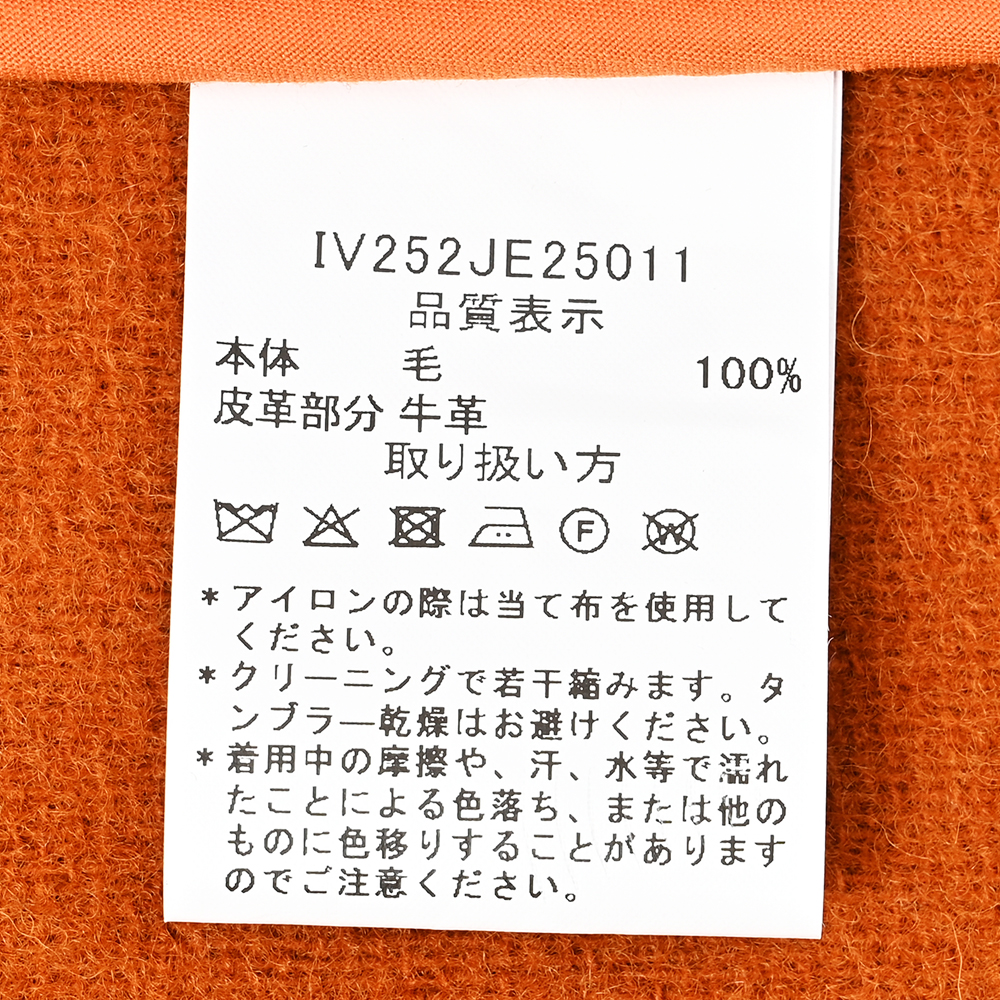 IV252JE25011
品質表示
本体 毛 100%
皮革部分 牛革
取り扱い方
F W
*アイロンの際は当て布を使用して
ください。
*クリーニングで若干縮みます。タ
ンブラー乾燥はお避けください。
*着用中の摩擦や、汗、水等で濡れ
たことによる色落ち、または他の
ものに色移りすることがあります
のでご注意ください。